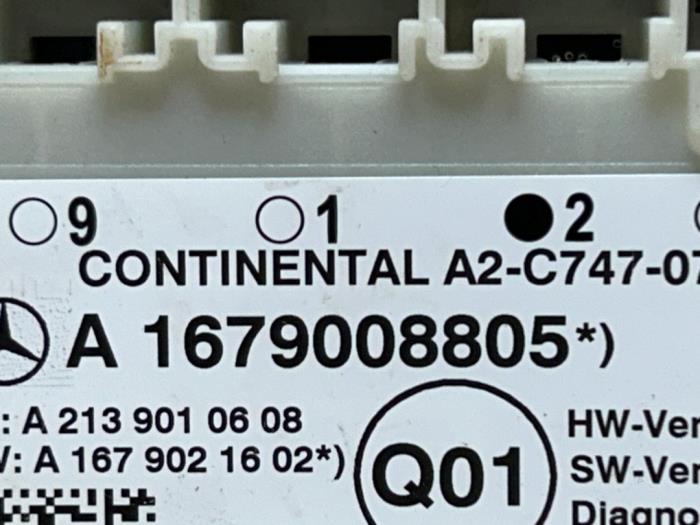 9 1 2
CONTINENTAL A2-C747-07
A 1679008805*)
: A 213 901 06 08
: A 167 902 16 02*)
Q01
HW-Ver
SW-Ver
Diagno